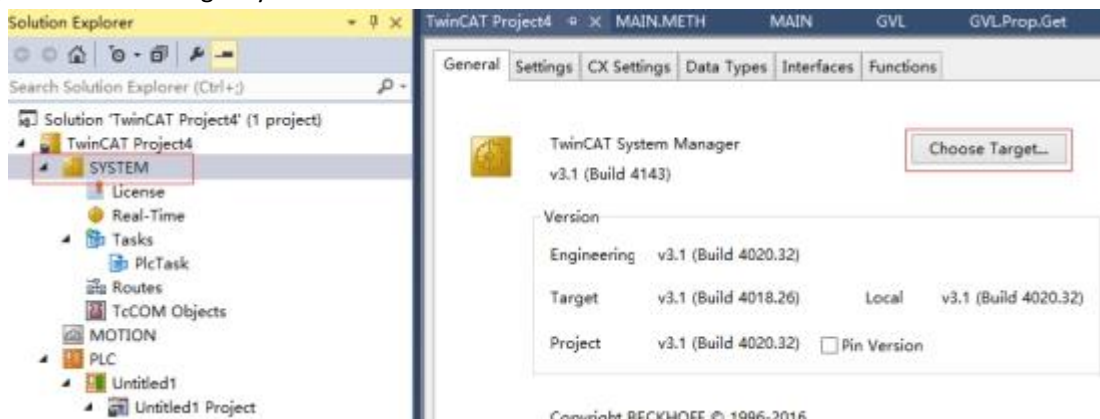 Solution Explorer
Search Solution Explorer (Ctrl+;)
Solution 'TwinCAT Project4' (1 project)
TwinCAT Project4
SYSTEM
License
Real-Time
Tasks
PlcTask
Routes
TcCOM Objects
MOTION
PLC
Untitled1
Untitled1 Project
TwinCAT Project4 MAIN.METH MAIN GVL GVL.Prop.Get
General Settings CX Settings Data Types Interfaces Functions
TwinCAT System Manager
v3.1 (Build 4143)
Choose Target...
Version
Engineering v3.1 (Build 4020.32)
Target v3.1 (Build 4018.26) Local v3.1 (Build 4020.32)
Project v3.1 (Build 4020.32) Pin Version
Copyright BECKHOFF © 1996-2016